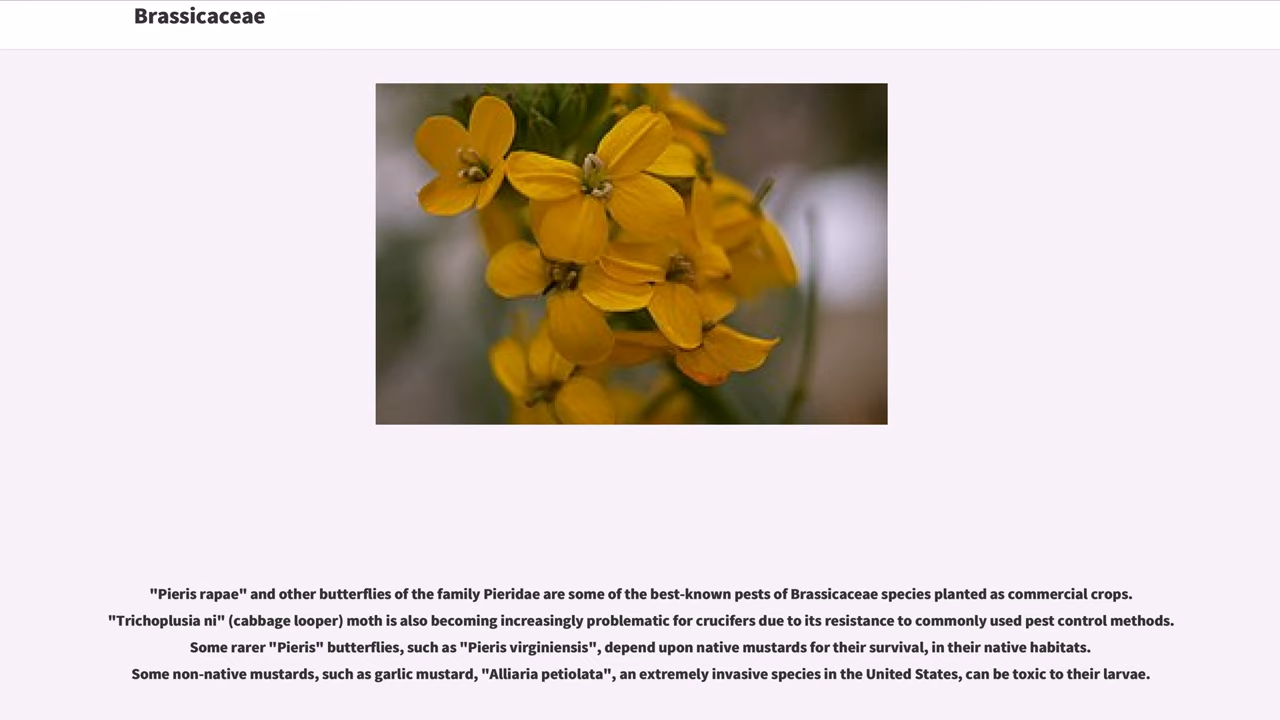 Brassicaceae
"Pieris rapae" and other butterflies of the family Pieridae are some of the best-known pests of Brassicaceae species planted as commercial crops.
"Trichoplusia ni" (cabbage looper) moth is also becoming increasingly problematic for crucifers due to its resistance to commonly used pest control methods.
Some rarer "Pieris" butterflies, such as "Pieris virginiensis", depend upon native mustards for their survival, in their native habitats.
Some non-native mustards, such as garlic mustard, "Alliaria petiolata", an extremely invasive species in the United States, can be toxic to their larvae.